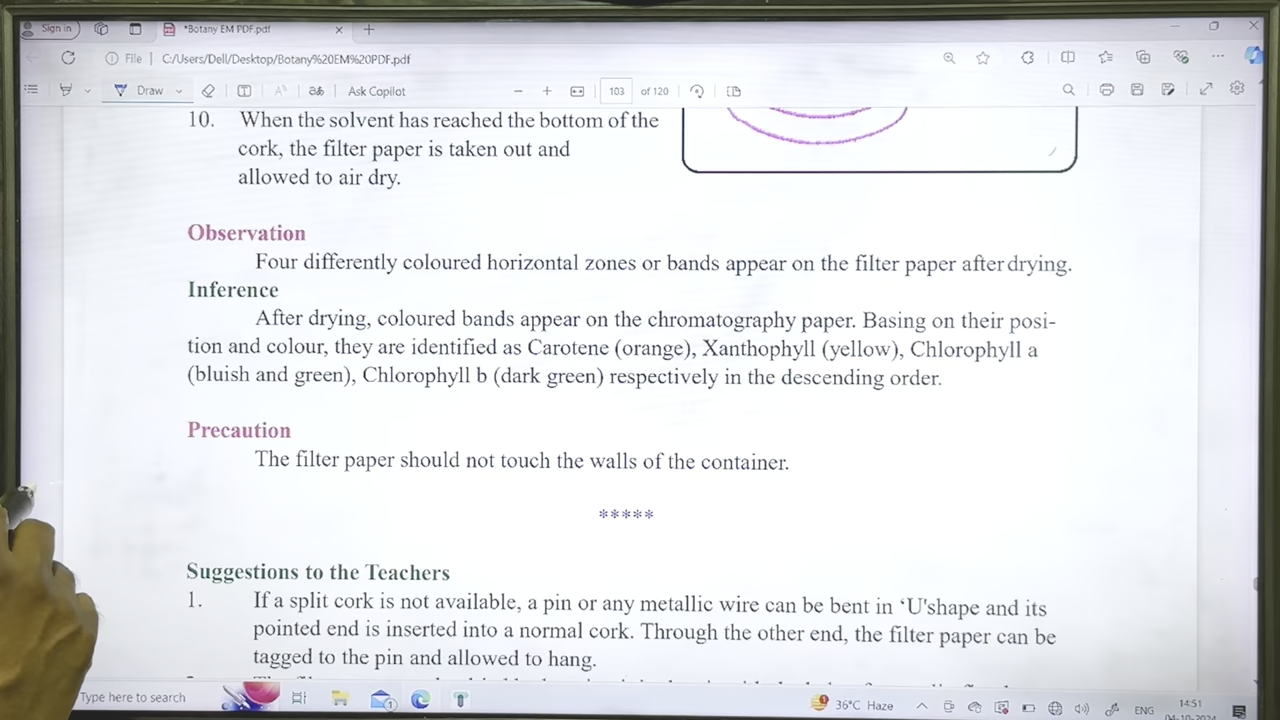 Sign in
*Botany EM PDF.pdf
File | C:/Users/Dell/Desktop/Botany%20EM%20PDF.pdf
Draw
Ask Copilot
103 of 120
10. When the solvent has reached the bottom of the
cork, the filter paper is taken out and
allowed to air dry.
Observation
Four differently coloured horizontal zones or bands appear on the filter paper after drying.
Inference
After drying, coloured bands appear on the chromatography paper. Basing on their posi-
tion and colour, they are identified as Carotene (orange), Xanthophyll (yellow), Chlorophyll a
(bluish and green), Chlorophyll b (dark green) respectively in the descending order.
Precaution
The filter paper should not touch the walls of the container.
*****
Suggestions to the Teachers
1. If a split cork is not available, a pin or any metallic wire can be bent in ‘U'shape and its
pointed end is inserted into a normal cork. Through the other end, the filter paper can be
tagged to the pin and allowed to hang.
Type here to search
36°C Haze
ENG
14:51
04-10-2024